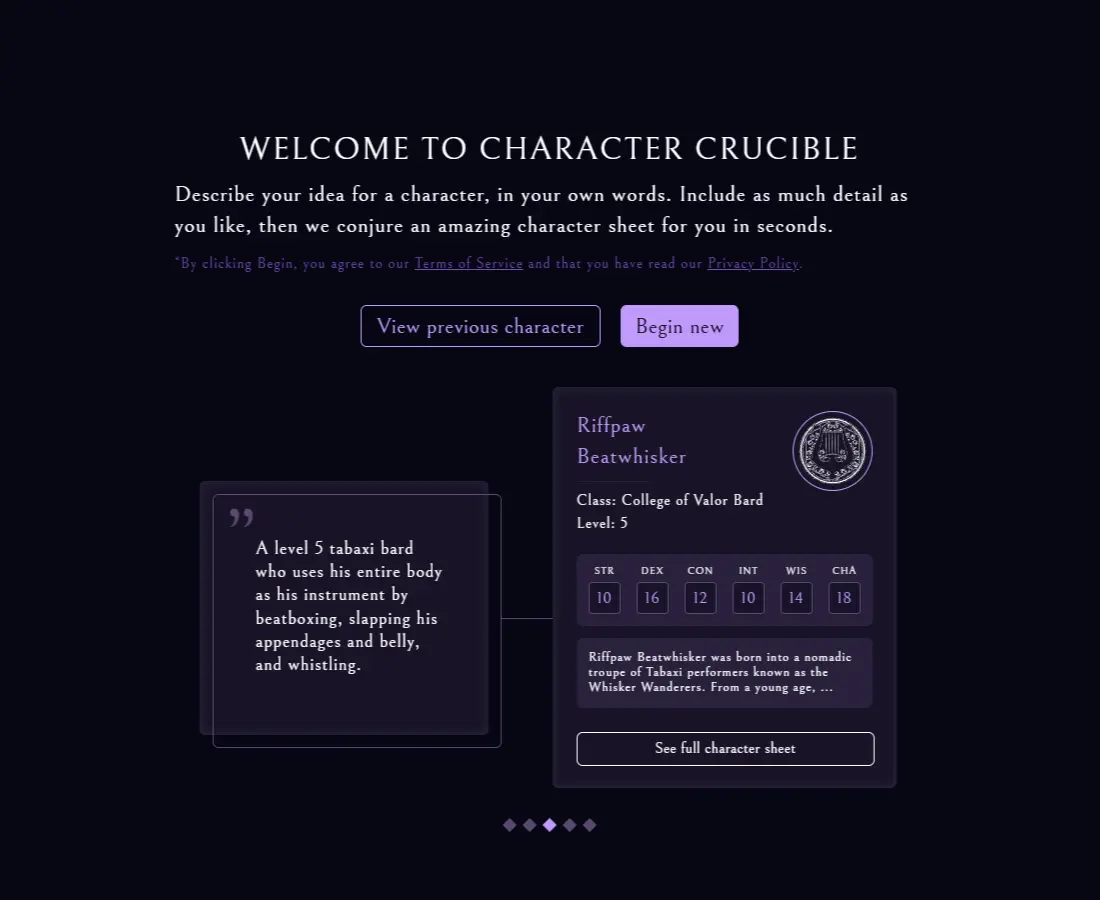 WELCOME TO CHARACTER CRUCIBLE
Describe your idea for a character, in your own words. Include as much detail as
you like, then we conjure an amazing character sheet for you in seconds.
*By clicking Begin, you agree to our Terms of Service and that you have read our Privacy Policy.
View previous character
Begin new
”
A level 5 tabaxi bard
who uses his entire body
as his instrument by
beatboxing, slapping his
appendages and belly,
and whistling.
Riffpaw
Beatwhisker
Class: College of Valor Bard
Level: 5
STR DEX CON INT WIS CHA
10 16 12 10 14 18
Riffpaw Beatwhisker was born into a nomadic
troupe of Tabaxi performers known as the
Whisker Wanderers. From a young age, ...
See full character sheet